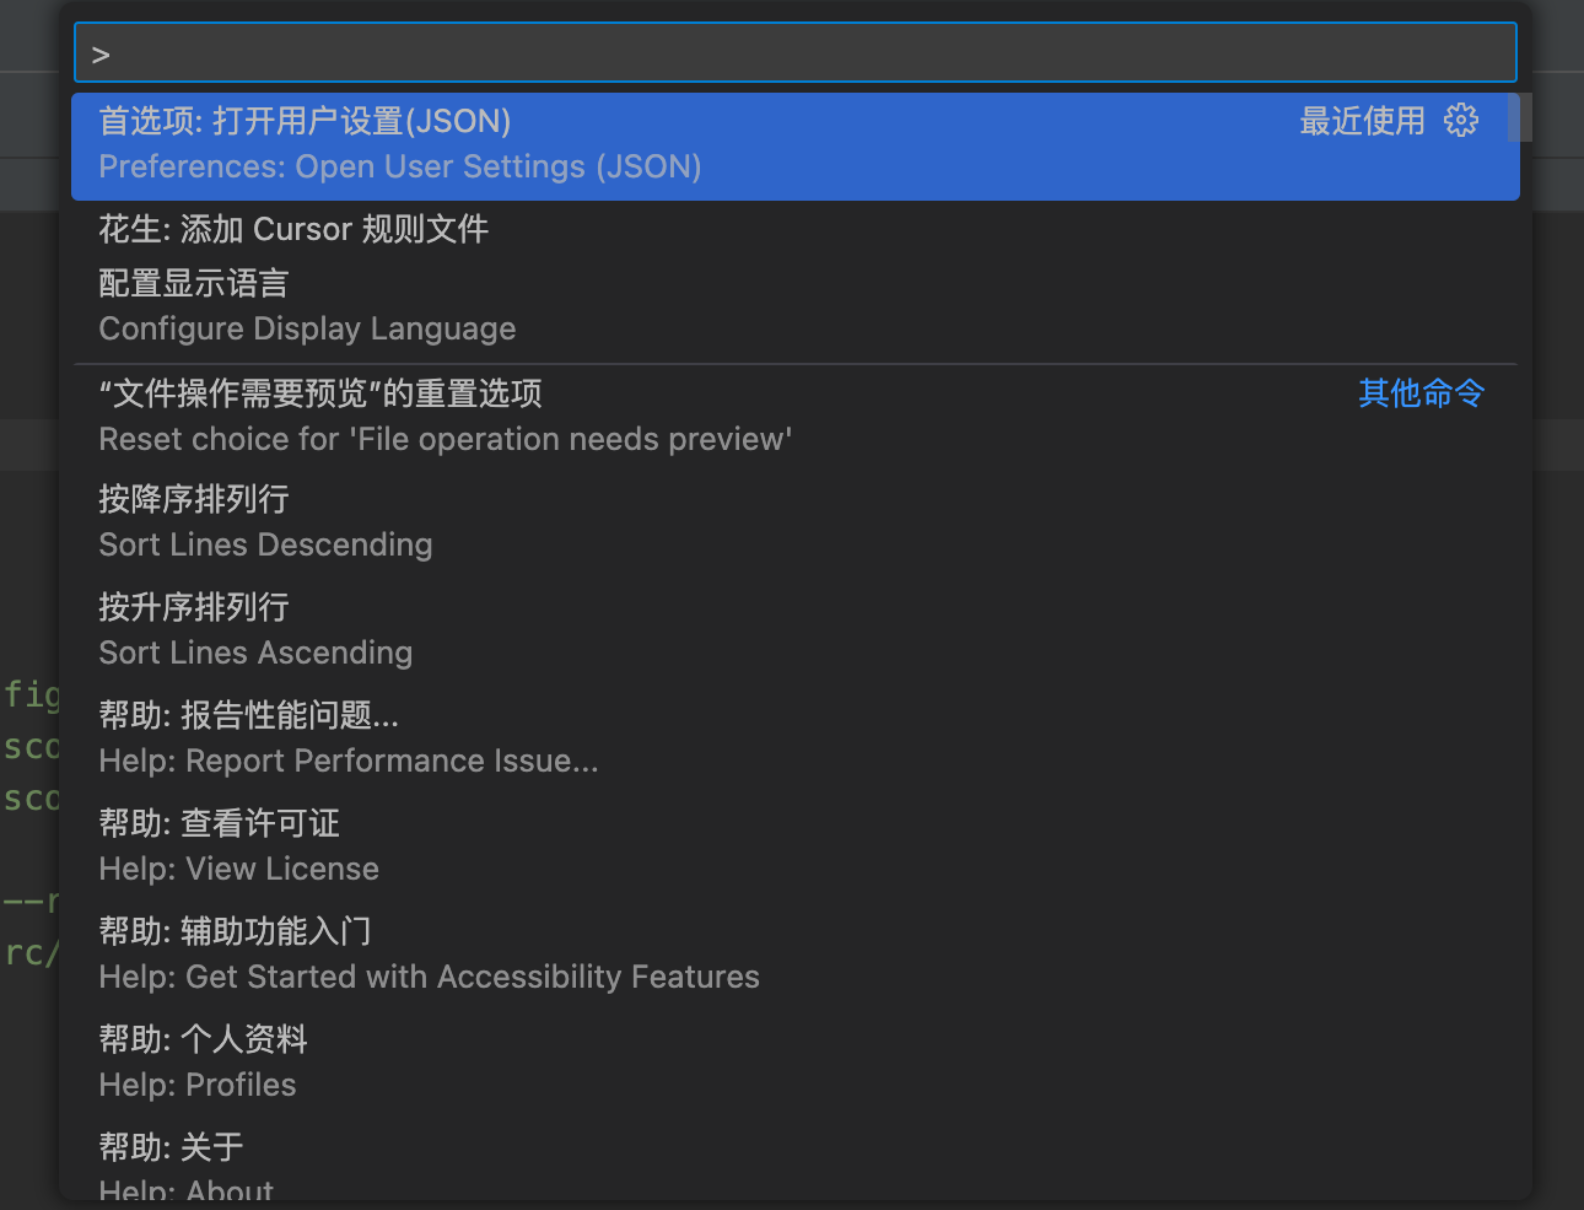 >
首选项: 打开用户设置(JSON)
最近使用
Preferences: Open User Settings (JSON)
花生: 添加 Cursor 规则文件
配置显示语言
Configure Display Language
“文件操作需要预览”的重置选项
其他命令
Reset choice for 'File operation needs preview'
按降序排列行
Sort Lines Descending
按升序排列行
Sort Lines Ascending
fig
帮助: 报告性能问题...
sco
Help: Report Performance Issue...
sco
帮助: 查看许可证
Help: View License
--r
帮助: 辅助功能入门
rc/
Help: Get Started with Accessibility Features
帮助: 个人资料
Help: Profiles
帮助: 关于
Help: About